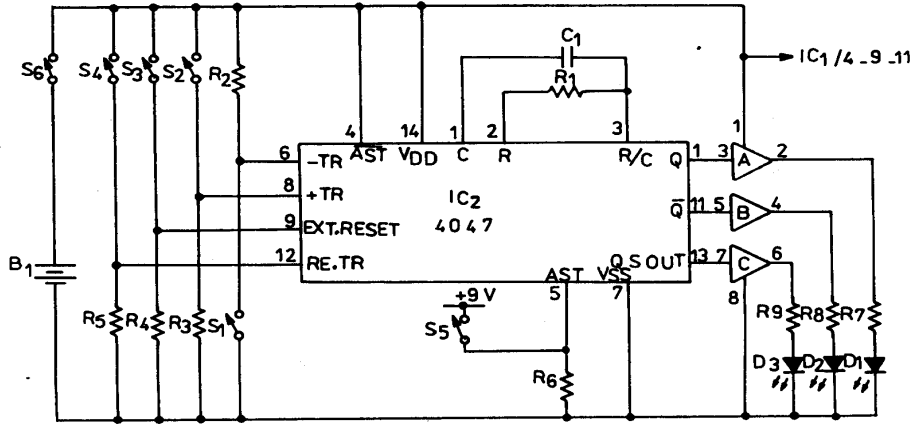 C1
IC1/4-9-11
S6
S4
S3
S2
R2
R1
4
14
1
2
3
1
AST
VDD
C
R
R/C
Q
1
3
A
2
6
-TR
8
+TR
IC2
Q
11
5
B
4
9
EXT.RESET
4047
12
RE.TR
QSOUT
13
7
C
6
B1
AST
VSS
5
7
8
+9V
R5
R4
R3
S1
S5
R9
R8
R7
R6
D3
D2
D1